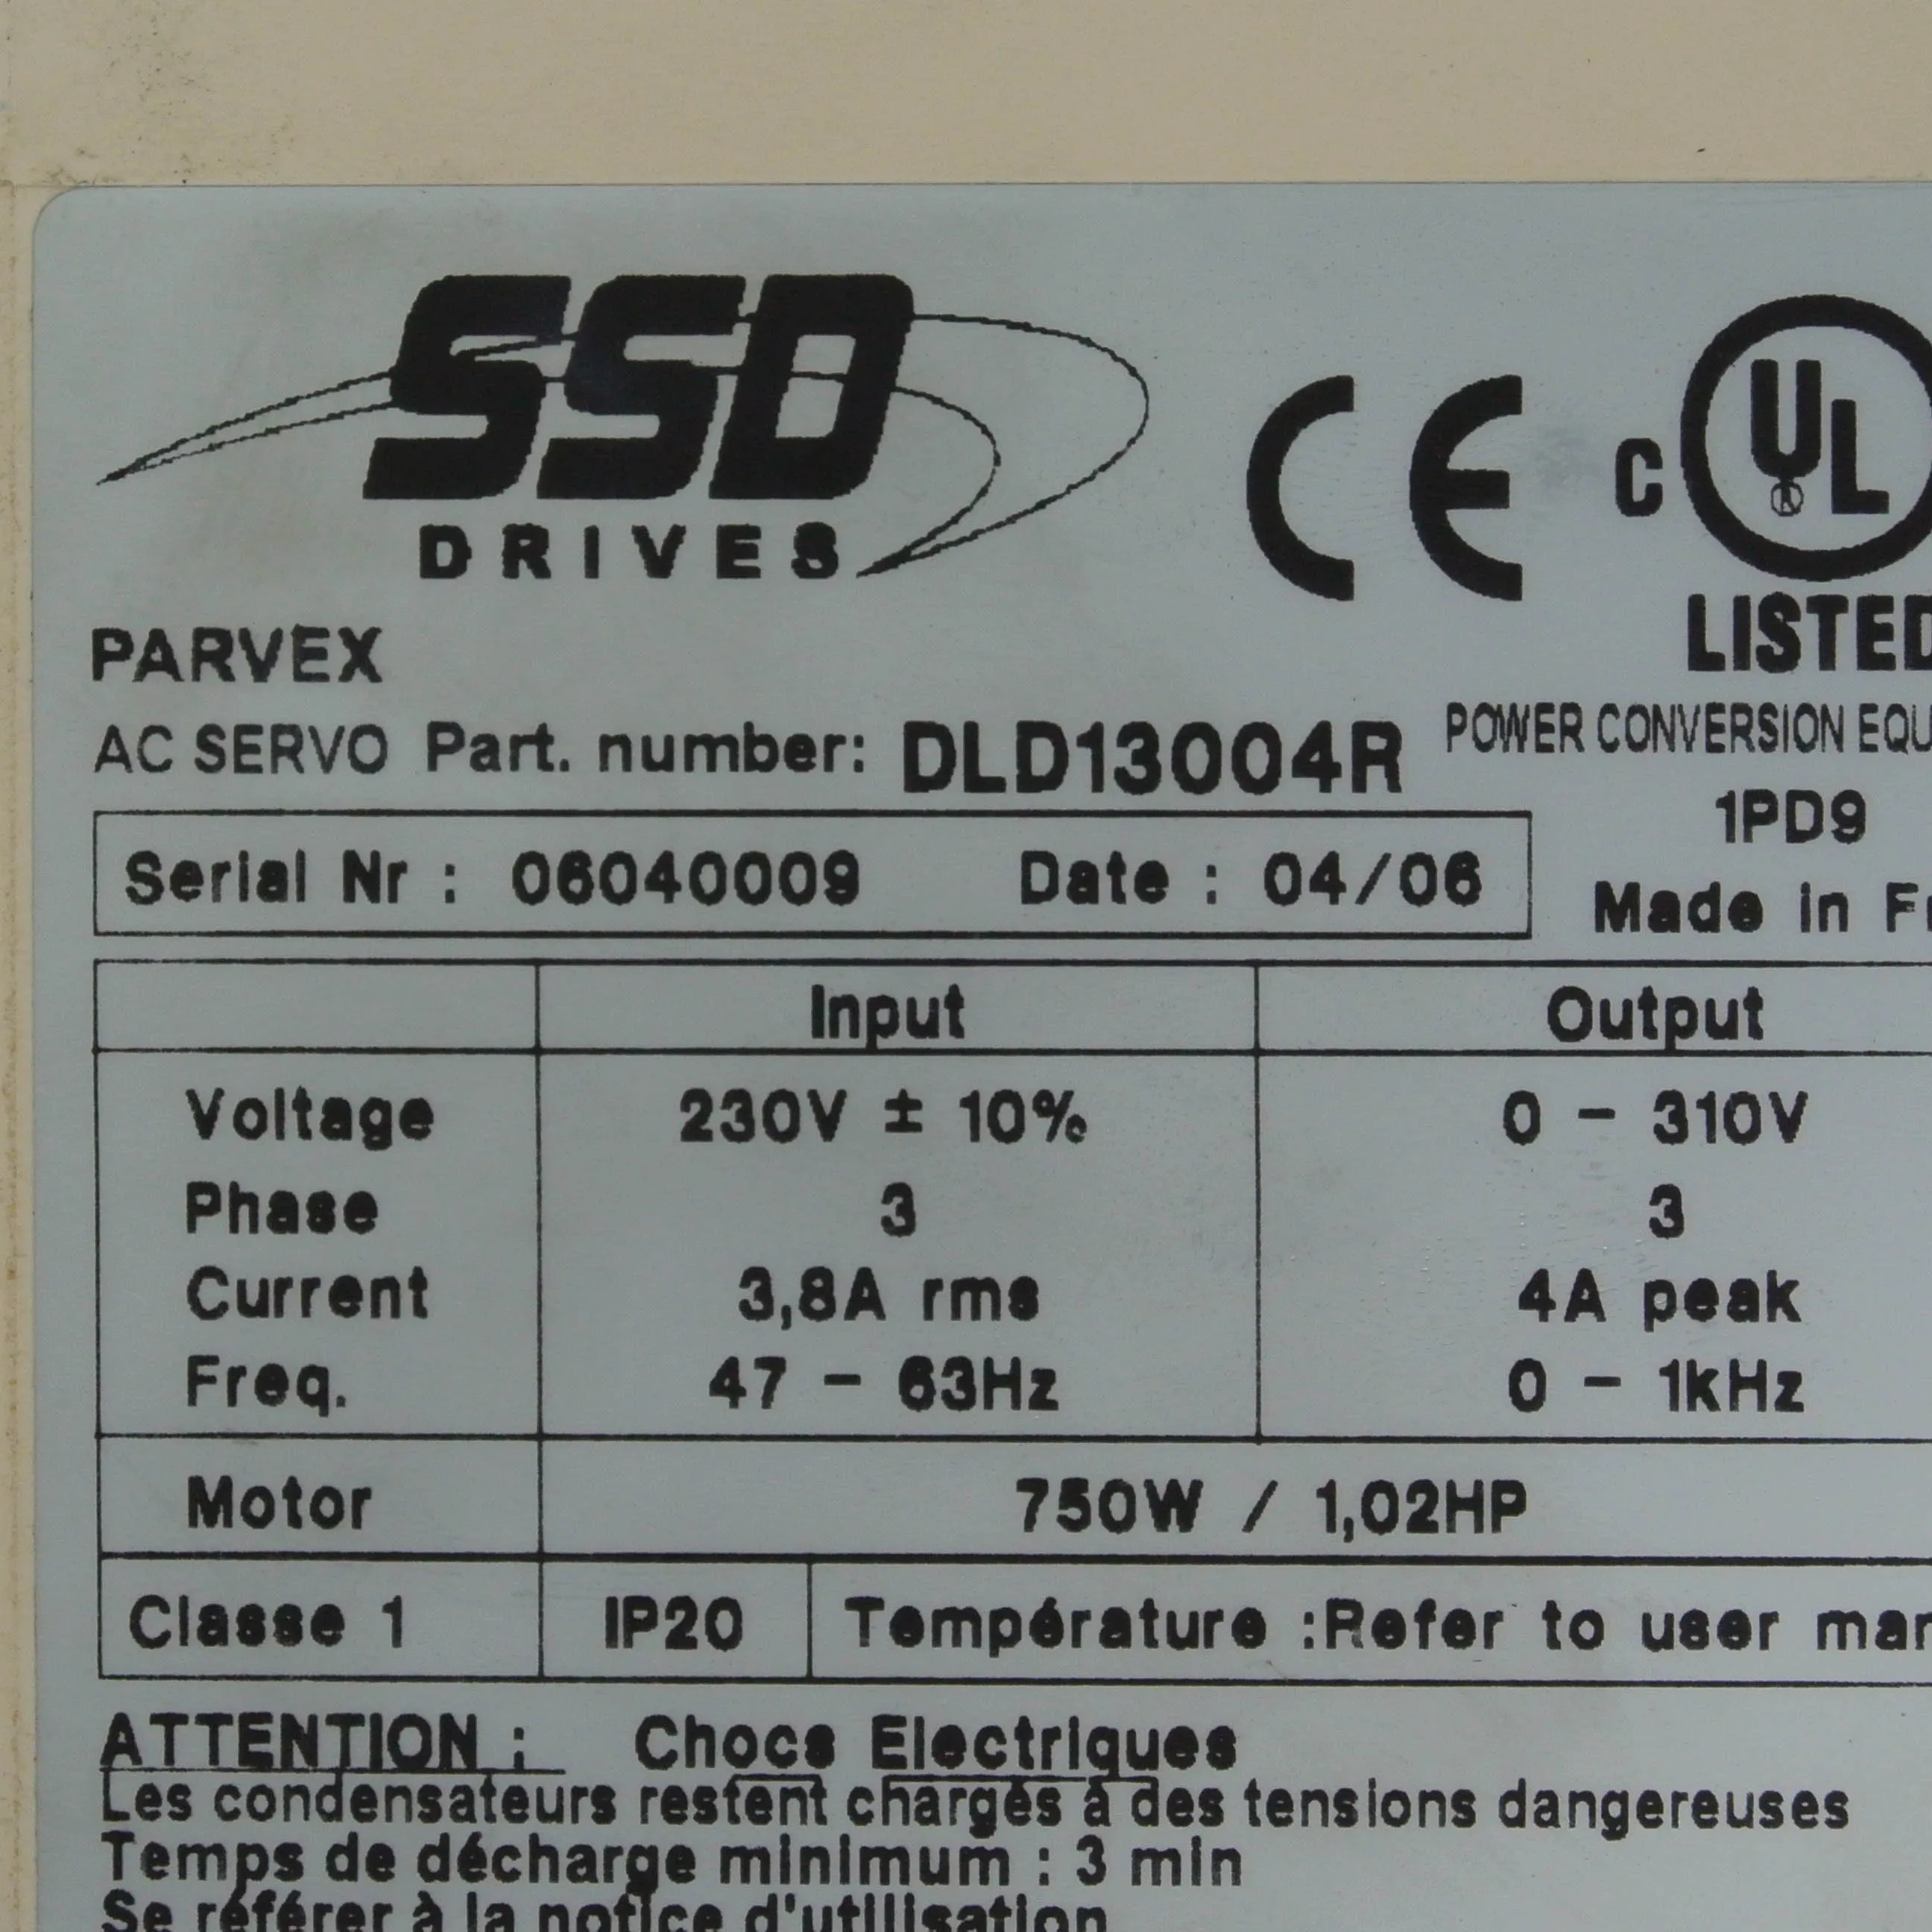 SSD
DRIVES
CE
C UL ®
LISTED
PARVEX
AC SERVO Part. number: DLD13004R
POWER CONVERSION
1PD9
Serial Nr : 06040009 Date : 04/06
Made in
Input Output
Voltage 230V ± 10% 0 - 310V
Phase 3 3
Current 3,8A rms 4A peak
Freq. 47 - 63Hz 0 - 1kHz
Motor 750W / 1,02HP
Classe 1 IP20 Température :Refer to user
ATTENTION : Chocs Electriques
Les condensateurs restent chargés à des tensions dangereuses
Temps de décharge minimum : 3 min
Se référer à la notice d'utilisation